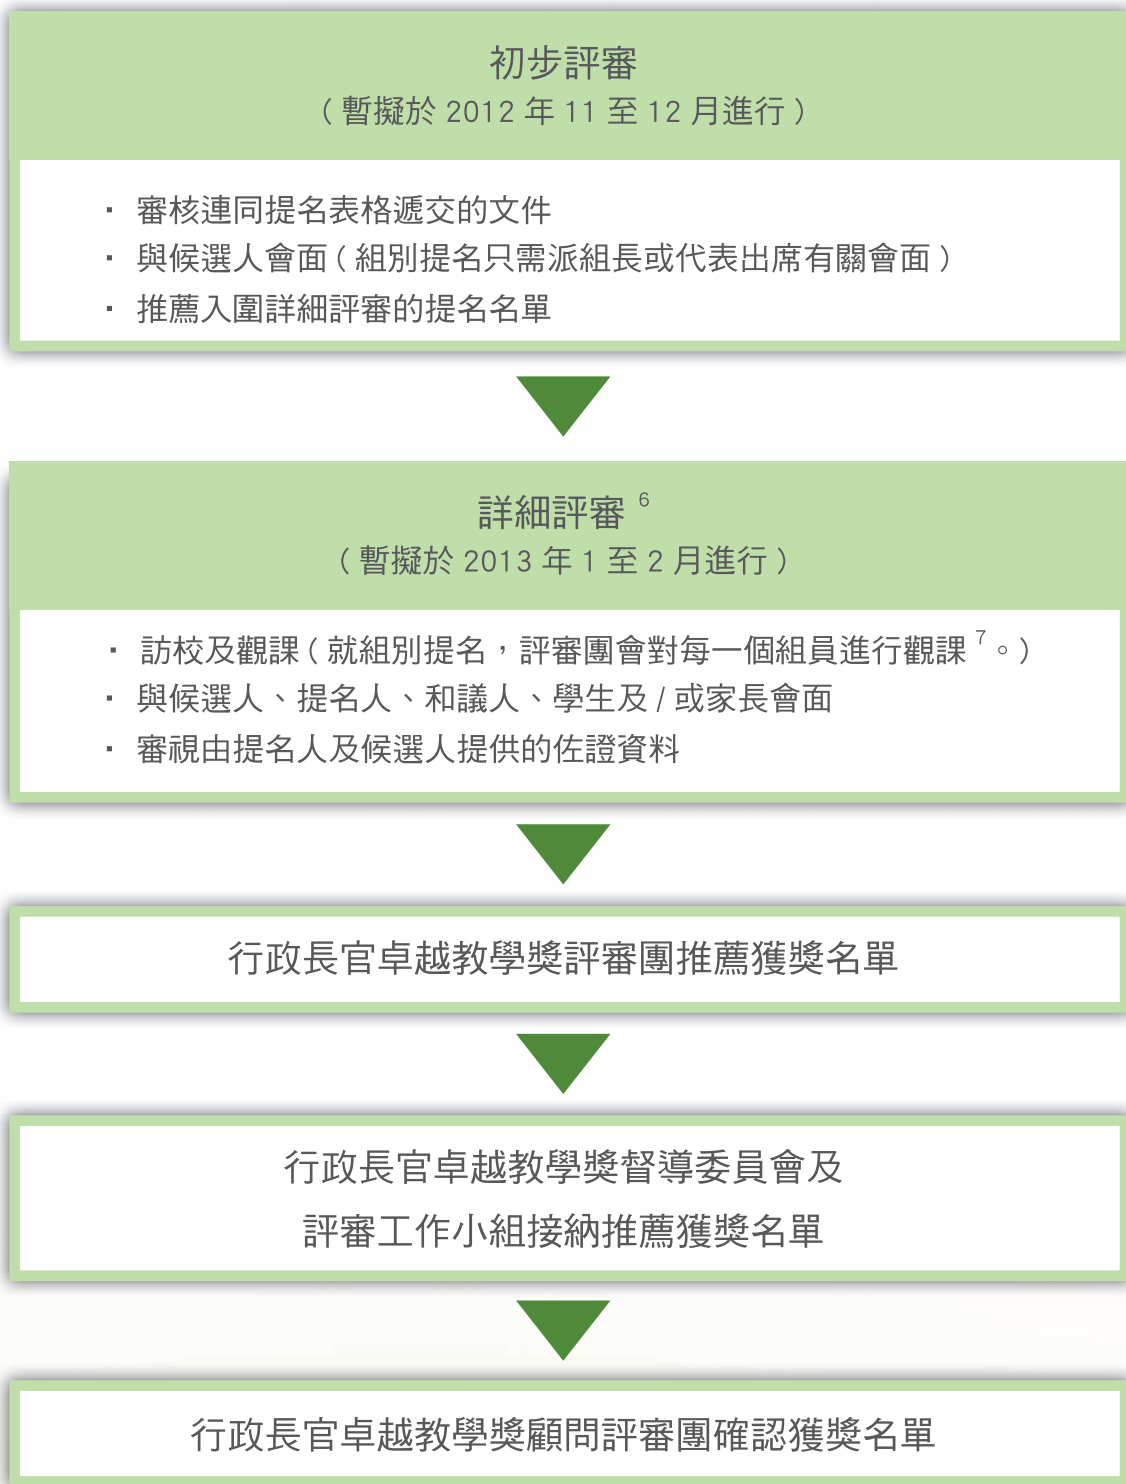 初步評審
（暫擬於 2012 年 11 至 12 月進行）
· 審核連同提名表格遞交的文件
· 與候選人會面（組別提名只需派組長或代表出席有關會面）
· 推薦入圍詳細評審的提名名單
詳細評審 6
（暫擬於 2013 年 1 至 2 月進行）
· 訪校及觀課（就組別提名，評審團會對每一個組員進行觀課 7。）
· 與候選人、提名人、和議人、學生及 / 或家長會面
· 審視由提名人及候選人提供的佐證資料
行政長官卓越教學獎評審團推薦獲獎名單
行政長官卓越教學獎督導委員會及
評審工作小組接納推薦獲獎名單
行政長官卓越教學獎顧問評審團確認獲獎名單